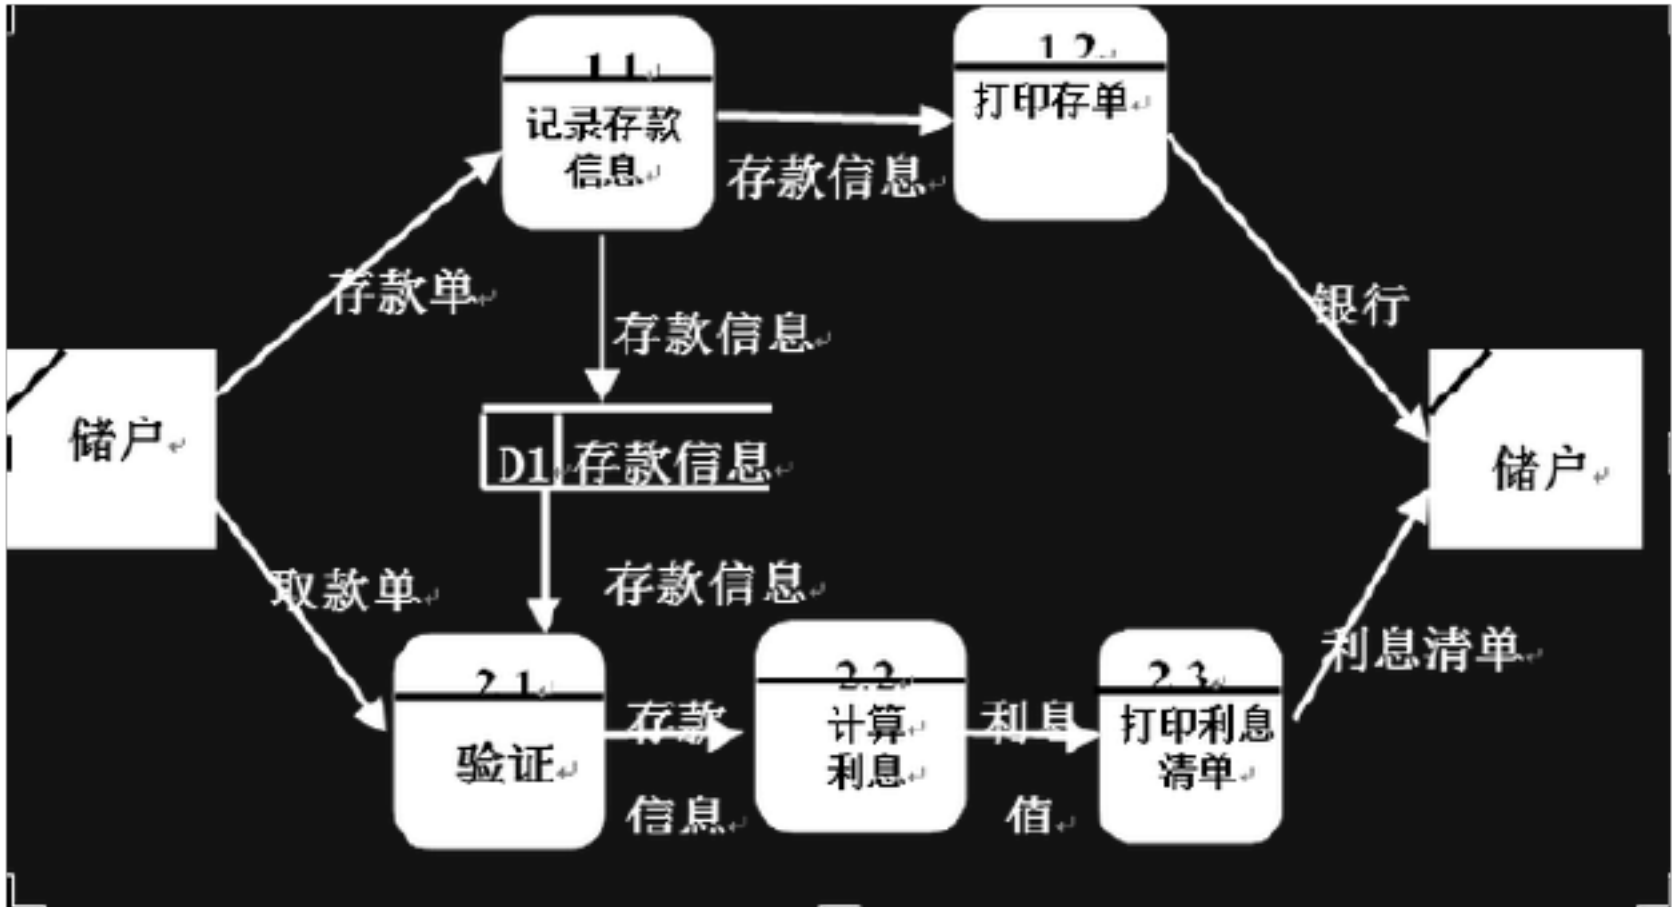 1.1
记录存款
信息
1.2
打印存单
存款信息
存款单
存款信息
银行
储户
D1 存款信息
储户
取款单
存款信息
2.1
验证
存款
信息
2.2
计算
利息
利息
值
2.3
打印利息
清单
利息清单